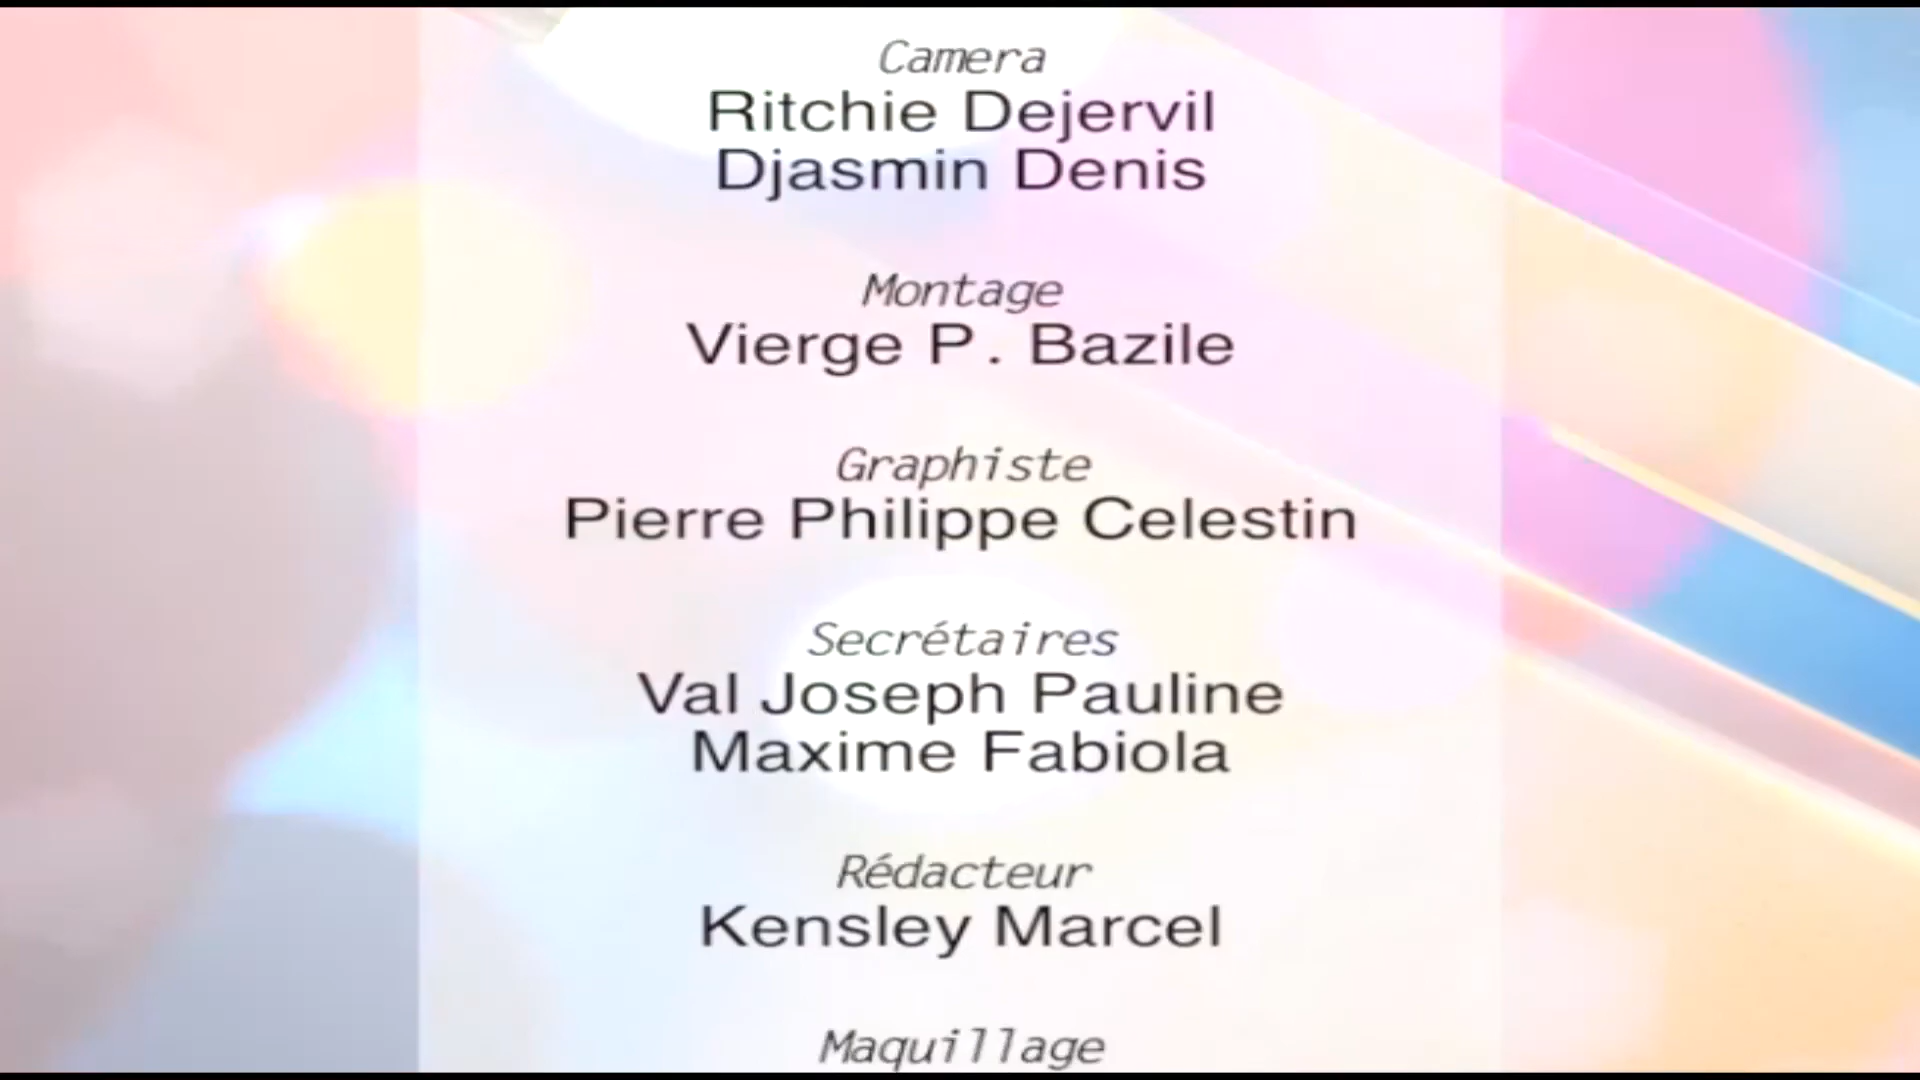 Camera
Ritchie Dejervil
Djasmin Denis
Montage
Vierge P. Bazile
Graphiste
Pierre Philippe Celestin
Secrétaires
Val Joseph Pauline
Maxime Fabiola
Rédacteur
Kensley Marcel
Maquillage